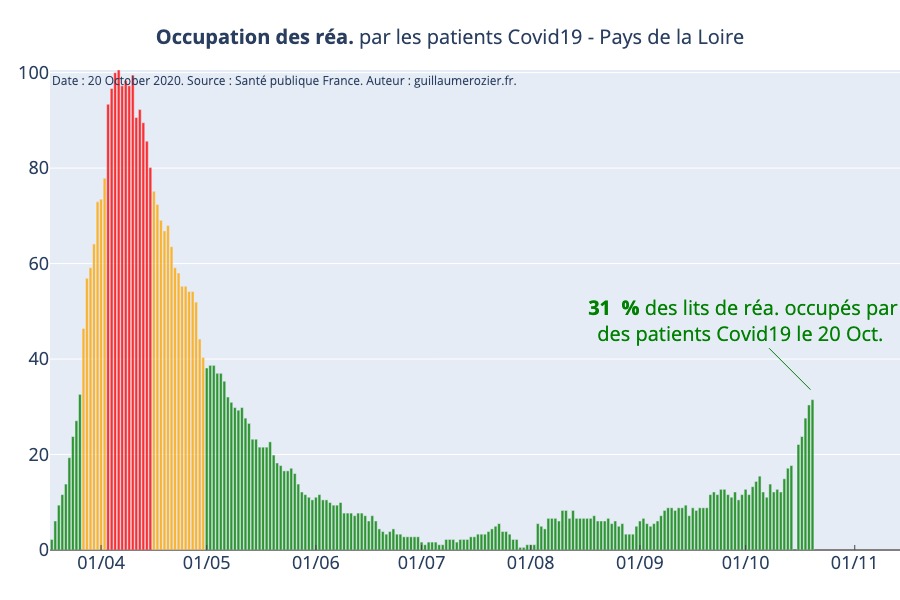 Occupation des réa. par les patients Covid19 - Pays de la Loire
Date : 20 October 2020. Source : Santé publique France. Auteur : guillaumerozier.fr.
100
80
60
40
20
0
31 % des lits de réa. occupés par
des patients Covid19 le 20 Oct.
01/04 01/05 01/06 01/07 01/08 01/09 01/10 01/11